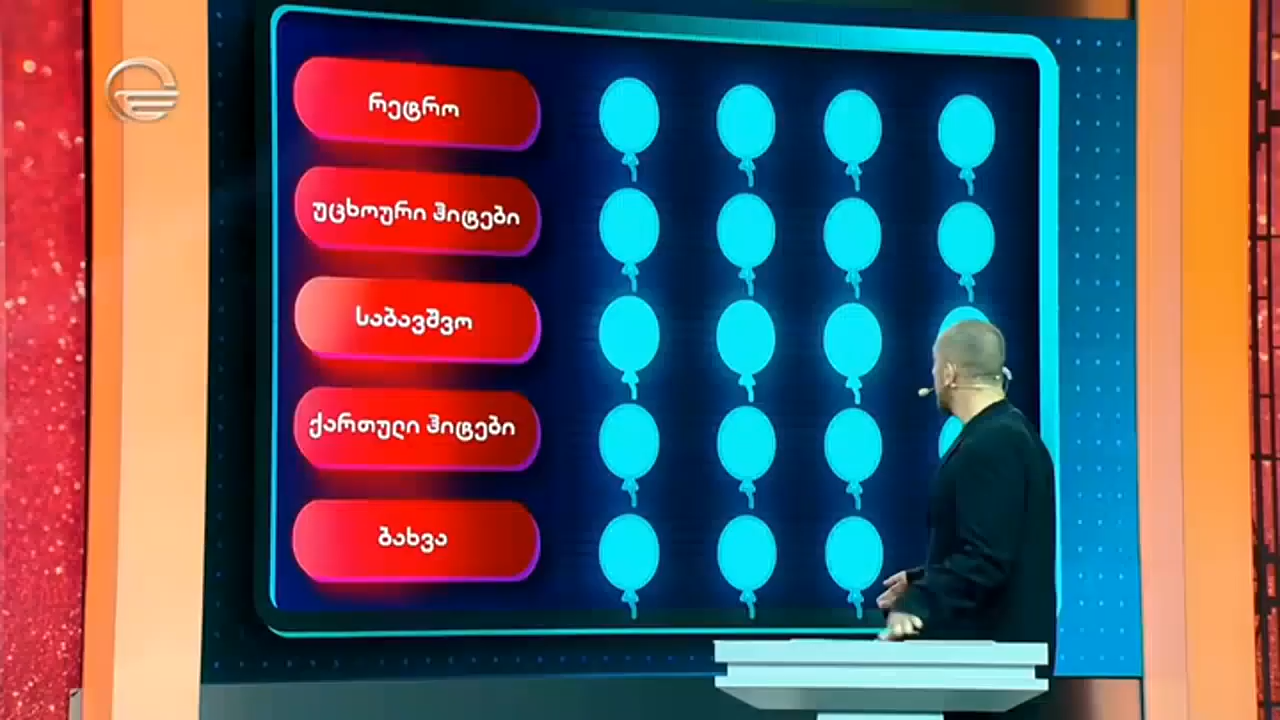 რეტრო
უცხოური ჰიტები
საბავშვო
ქართული ჰიტები
ბახვა